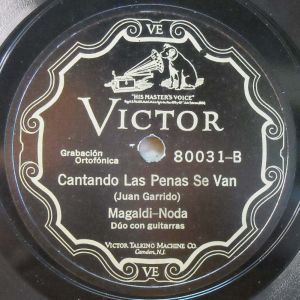 VE
"HIS MASTER'S VOICE"
VICTOR
Grabación
Ortofónica
80031-B
Cantando Las Penas Se Van
(Juan Garrido)
Magaldi-Noda
Dúo con guitarras
VICTOR TALKING MACHINE CO.
Camden, N.J.
VE